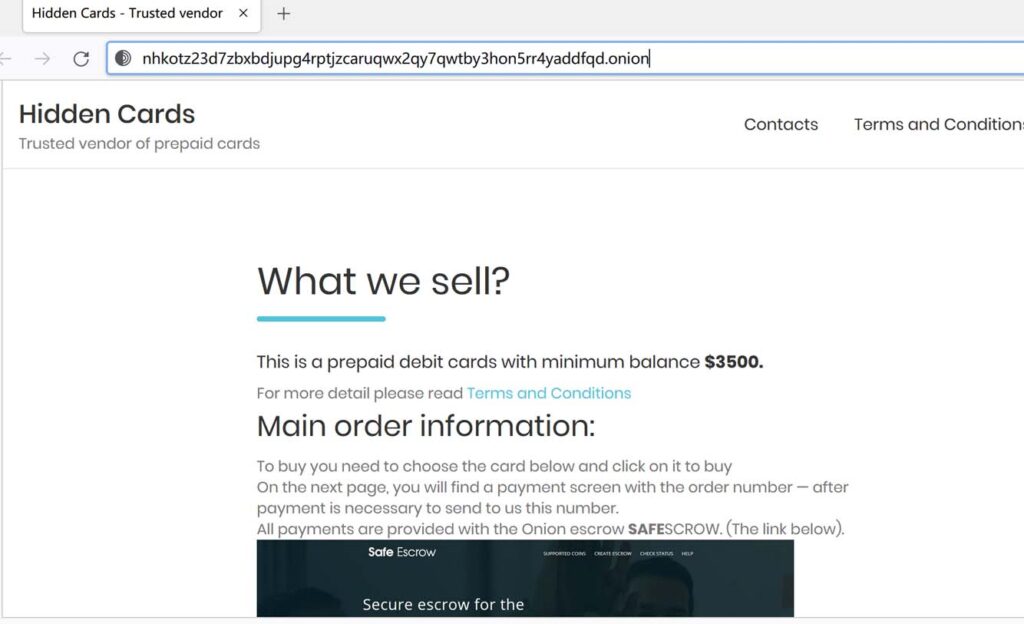 Hidden Cards - Trusted vendor
nhkotz23d7zbxbdjupg4rptjzcaruqwx2qy7qwtby3hon5rr4yaddfqd.onion
Hidden Cards
Trusted vendor of prepaid cards
Contacts
Terms and Conditions
What we sell?
This is a prepaid debit cards with minimum balance $3500.
For more detail please read Terms and Conditions
Main order information:
To buy you need to choose the card below and click on it to buy
On the next page, you will find a payment screen with the order number — after
payment is necessary to send to us this number.
All payments are provided with the Onion escrow SAFESCROW. (The link below).
Safe Escrow
SUPPORTED COINS CREATE ESCROW CHECK STATUS HELP
Secure escrow for the